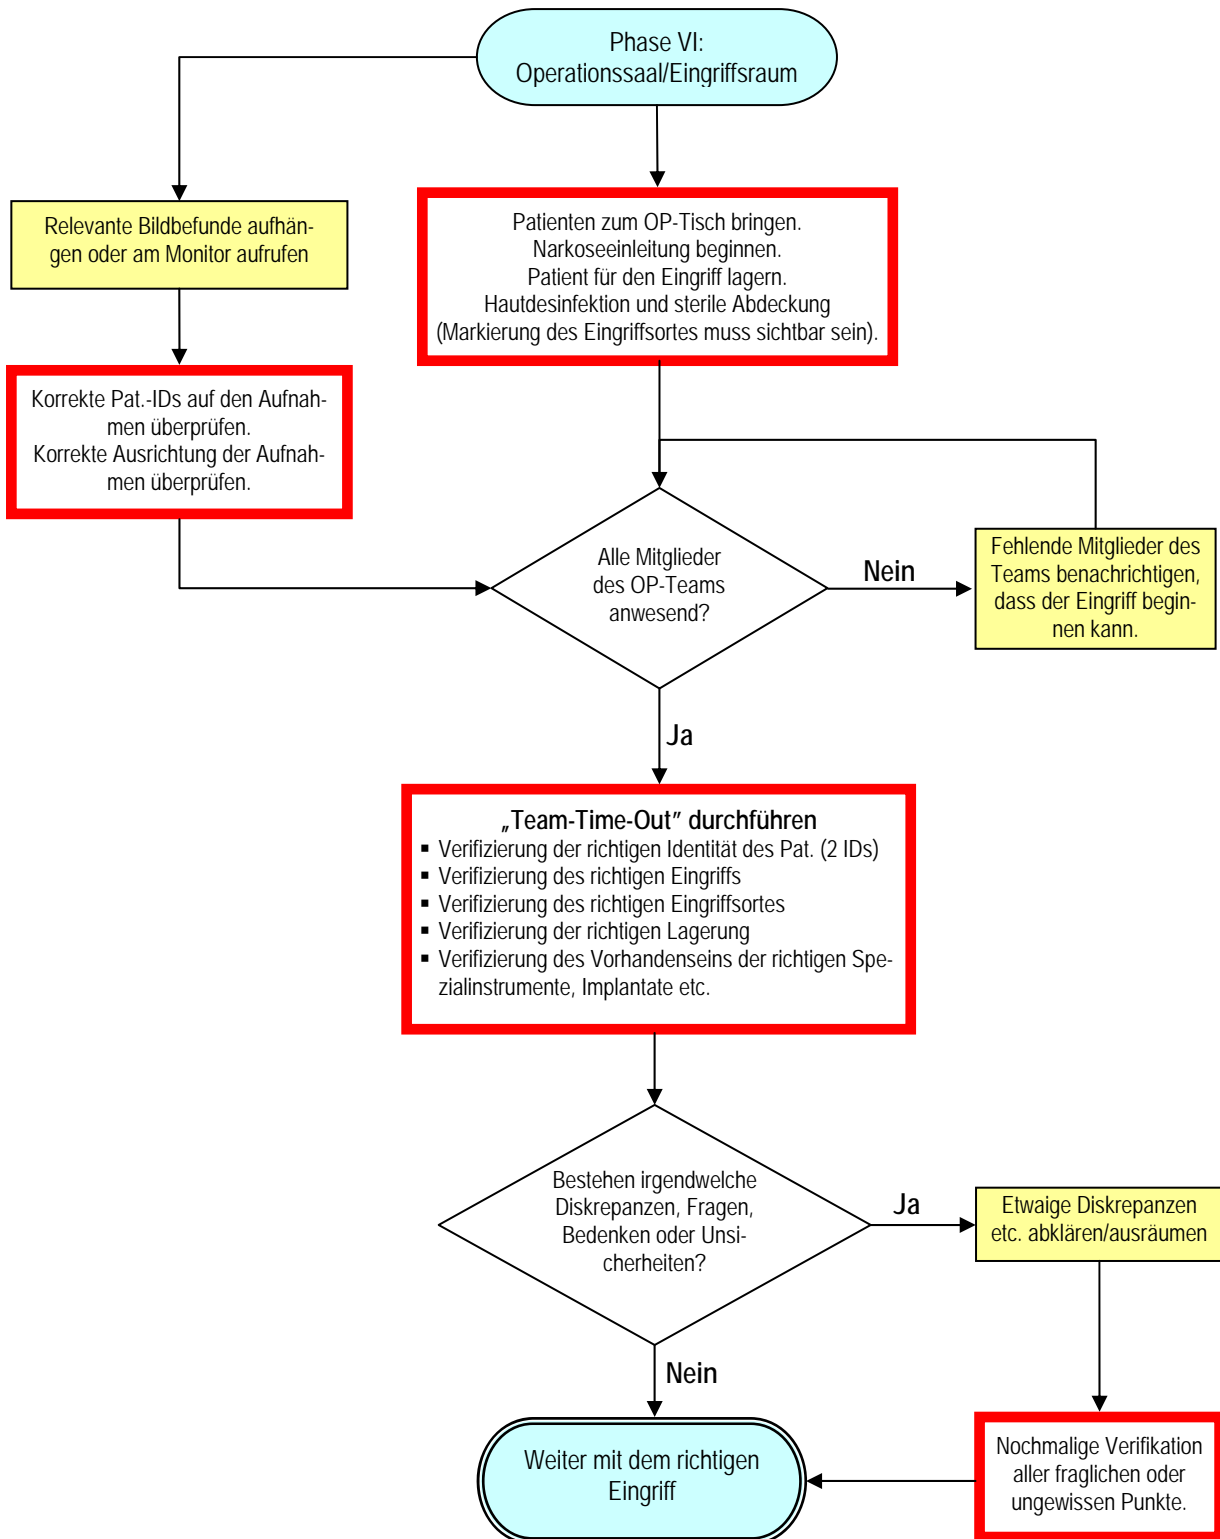 Phase VI:
Operationssaal/Eingriffsraum
Relevante Bildbefunde aufhän-
gen oder am Monitor aufrufen
Patienten zum OP-Tisch bringen.
Narkoseeinleitung beginnen.
Patient für den Eingriff lagern.
Hautdesinfektion und sterile Abdeckung
(Markierung des Eingriffsortes muss sichtbar sein).
Korrekte Pat.-IDs auf den Aufnah-
men überprüfen.
Korrekte Ausrichtung der Aufnah-
men überprüfen.
Alle Mitglieder
des OP-Teams
anwesend?
Nein
Fehlende Mitglieder des
Teams benachrichtigen,
dass der Eingriff begin-
nen kann.
Ja
„Team-Time-Out” durchführen
▪ Verifizierung der richtigen Identität des Pat. (2 IDs)
▪ Verifizierung des richtigen Eingriffs
▪ Verifizierung des richtigen Eingriffsortes
▪ Verifizierung der richtigen Lagerung
▪ Verifizierung des Vorhandenseins der richtigen Spe-
zialinstrumente, Implantate etc.
Bestehen irgendwelche
Diskrepanzen, Fragen,
Bedenken oder Unsi-
cherheiten?
Ja
Etwaige Diskrepanzen
etc. abklären/ausräumen
Nein
Weiter mit dem richtigen
Eingriff
Nochmalige Verifikation
aller fraglichen oder
ungewissen Punkte.